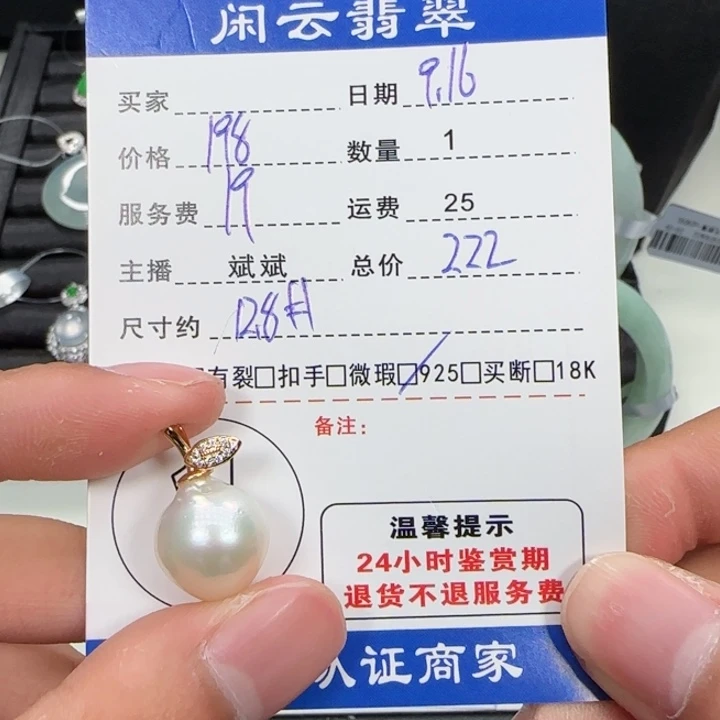 闲云翡翠
买家 日期 9.16
价格 198 数量 1
服务费 19 运费 25
主播 斌斌 总价 222
尺寸约 12.8
有裂□扣手□微瑕□925□买断□18K
备注：
温馨提示
24小时鉴赏期
退货不退服务费
认证商家